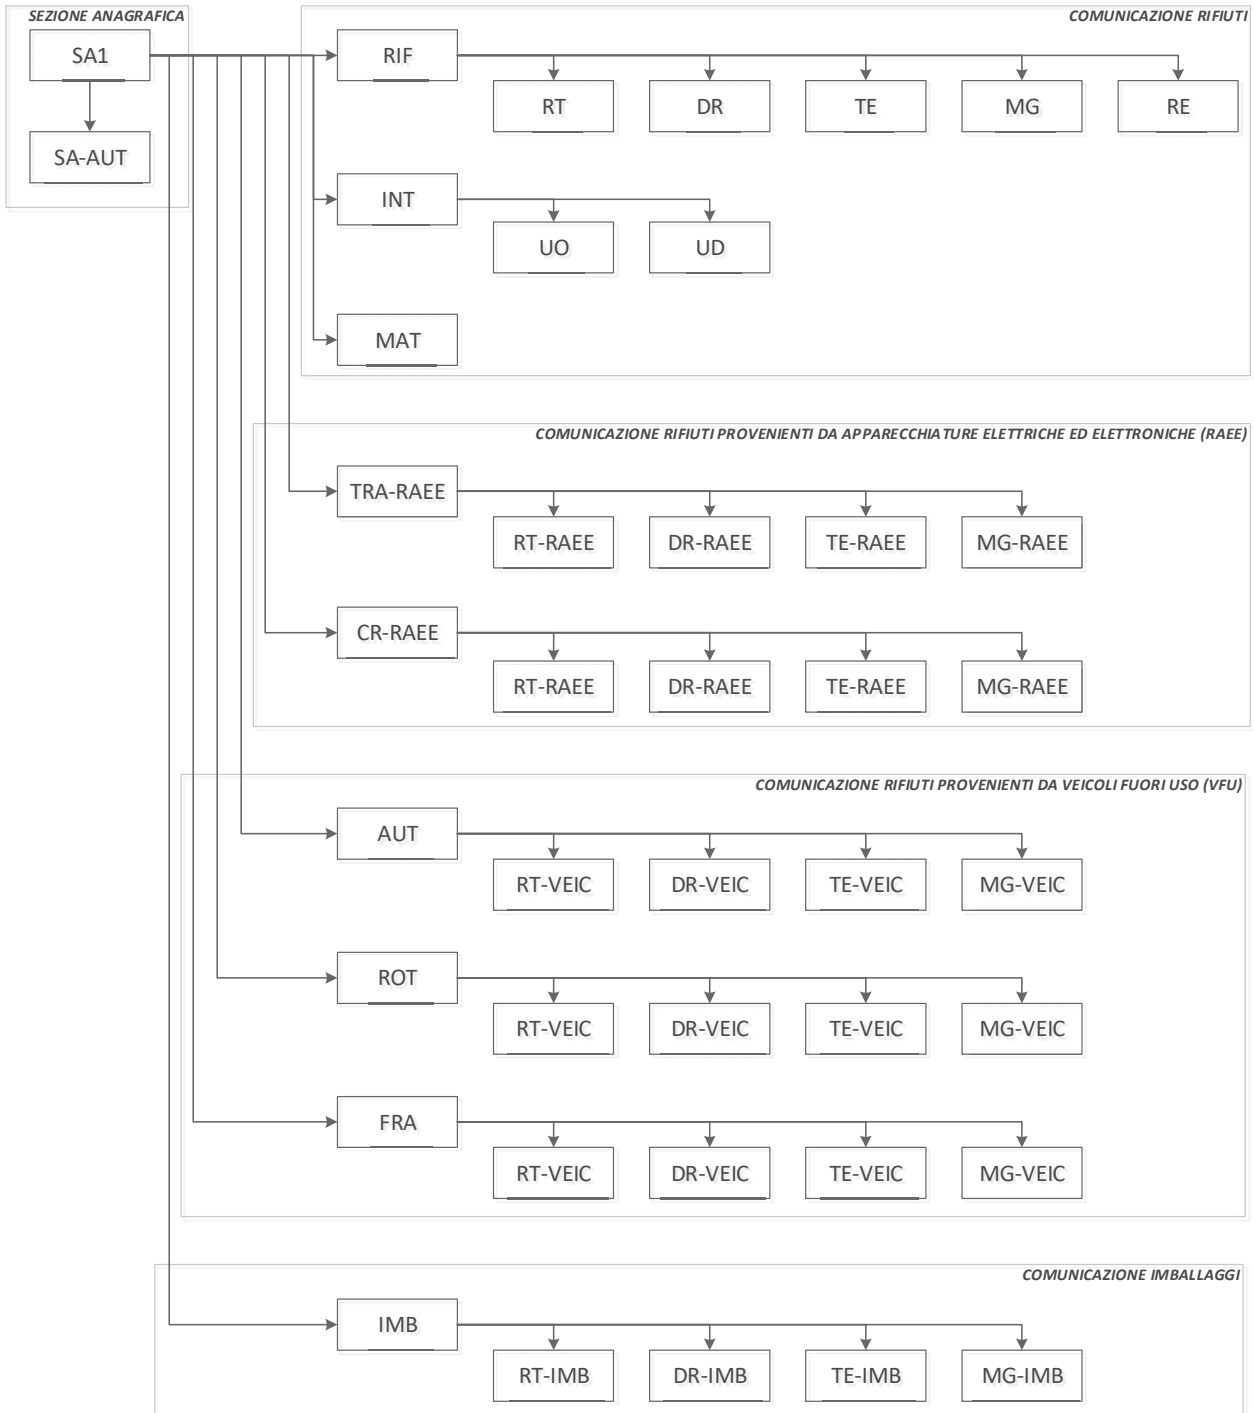 SEZIONE ANAGRAFICA
SA1
SA-AUT
COMUNICAZIONE RIFIUTI
RIF
RT
DR
TE
MG
RE
INT
UO
UD
MAT
COMUNICAZIONE RIFIUTI PROVENIENTI DA APPARECCHIATURE ELETTRICHE ED ELETTRONICHE (RAEE)
TRA-RAEE
RT-RAEE
DR-RAEE
TE-RAEE
MG-RAEE
CR-RAEE
RT-RAEE
DR-RAEE
TE-RAEE
MG-RAEE
COMUNICAZIONE RIFIUTI PROVENIENTI DA VEICOLI FUORI USO (VFU)
AUT
RT-VEIC
DR-VEIC
TE-VEIC
MG-VEIC
ROT
RT-VEIC
DR-VEIC
TE-VEIC
MG-VEIC
FRA
RT-VEIC
DR-VEIC
TE-VEIC
MG-VEIC
COMUNICAZIONE IMBALLAGGI
IMB
RT-IMB
DR-IMB
TE-IMB
MG-IMB